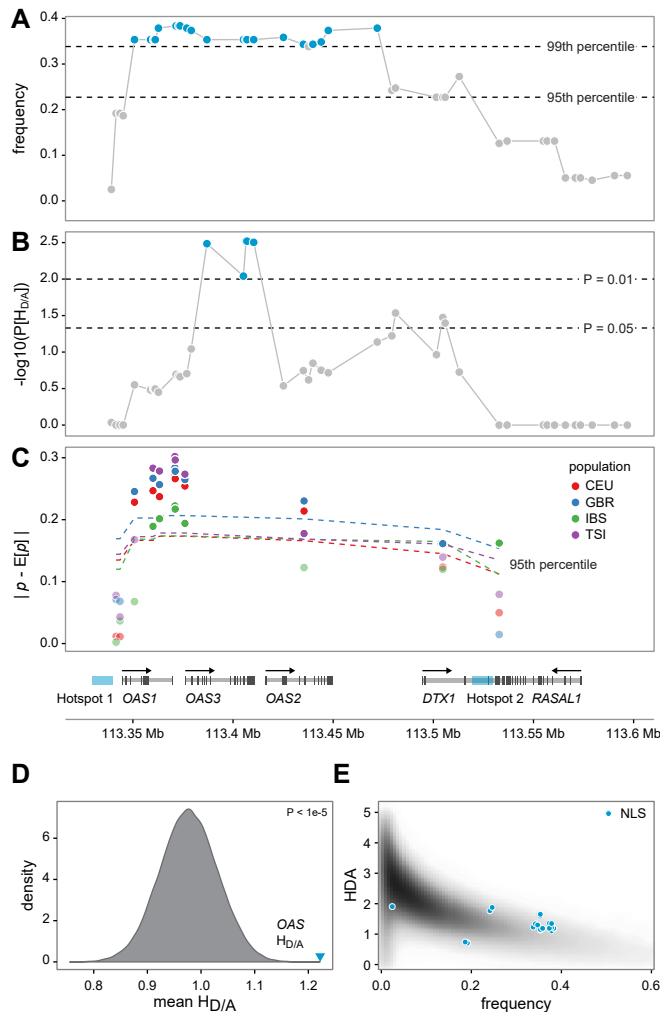 A
0.4
0.3
0.2
0.1
0.0
frequency
99th percentile
95th percentile
B
2.5
2.0
1.5
1.0
0.5
0.0
-log10(P[H_D/A])
P = 0.01
P = 0.05
C
0.3
0.2
0.1
0.0
| p - E[p] |
population
CEU
GBR
IBS
TSI
95th percentile
Hotspot 1 OAS1 OAS3 OAS2 DTX1 Hotspot 2 RASAL1
113.35 Mb 113.4 Mb 113.45 Mb 113.5 Mb 113.55 Mb 113.6 Mb
D
P < 1e-5
6
4
2
0
density
OAS
H_D/A
0.8 0.9 1.0 1.1 1.2
mean H_D/A
E
NLS
5
4
3
2
1
0
HDA
0.0 0.2 0.4 0.6
frequency